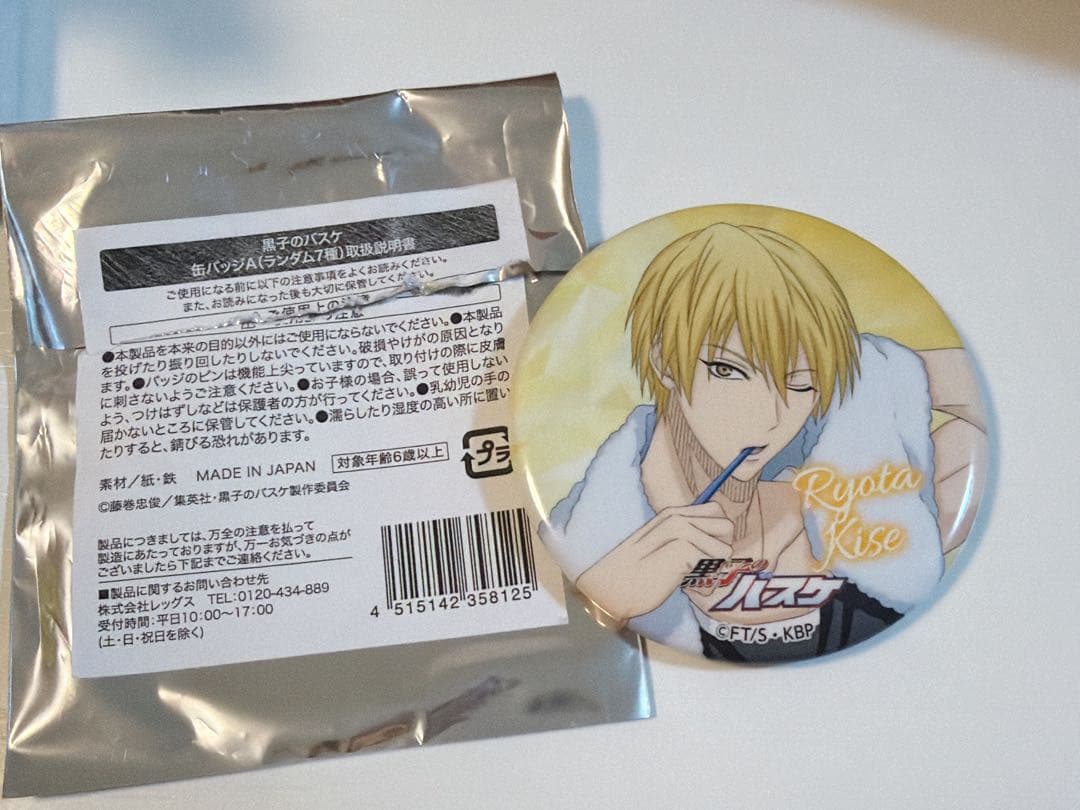 黒子のバスケ
缶バッジA(ランダム7種)取扱説明書
ご使用になる前に以下の注意事項をよくお読みください。
また、お読みになった後も大切に保管してください。
●本製品を本来の目的以外にはご使用にならないでください。●本製品
を投げたり振り回したりしないでください。破損やけがの原因となり
ます。●バッジのピンは機能上尖っていますので、取り付けの際に皮膚
に刺さないようご注意ください。●お子様の場合、誤って使用しない
よう、つけはずしなどは保護者の方が行ってください。●乳幼児の手の
届かないところに保管してください。●濡らしたり湿度の高い所に置い
たりすると、錆びる恐れがあります。
素材/紙・鉄 MADE IN JAPAN 対象年齢6歳以上
プラ
©藤巻忠俊/集英社・黒子のバスケ製作委員会
製品につきましては、万全の注意を払って
製造にあたっておりますが、万一お気づきの点が
ございましたら下記までご連絡ください。
■製品に関するお問い合わせ先
株式会社レッグス TEL:0120-434-889
受付時間:平日10:00〜17:00
(土・日・祝日を除く)
4 515142 358125
Ryota
Kise
黒子の
バスケ
©FT/S・KBP